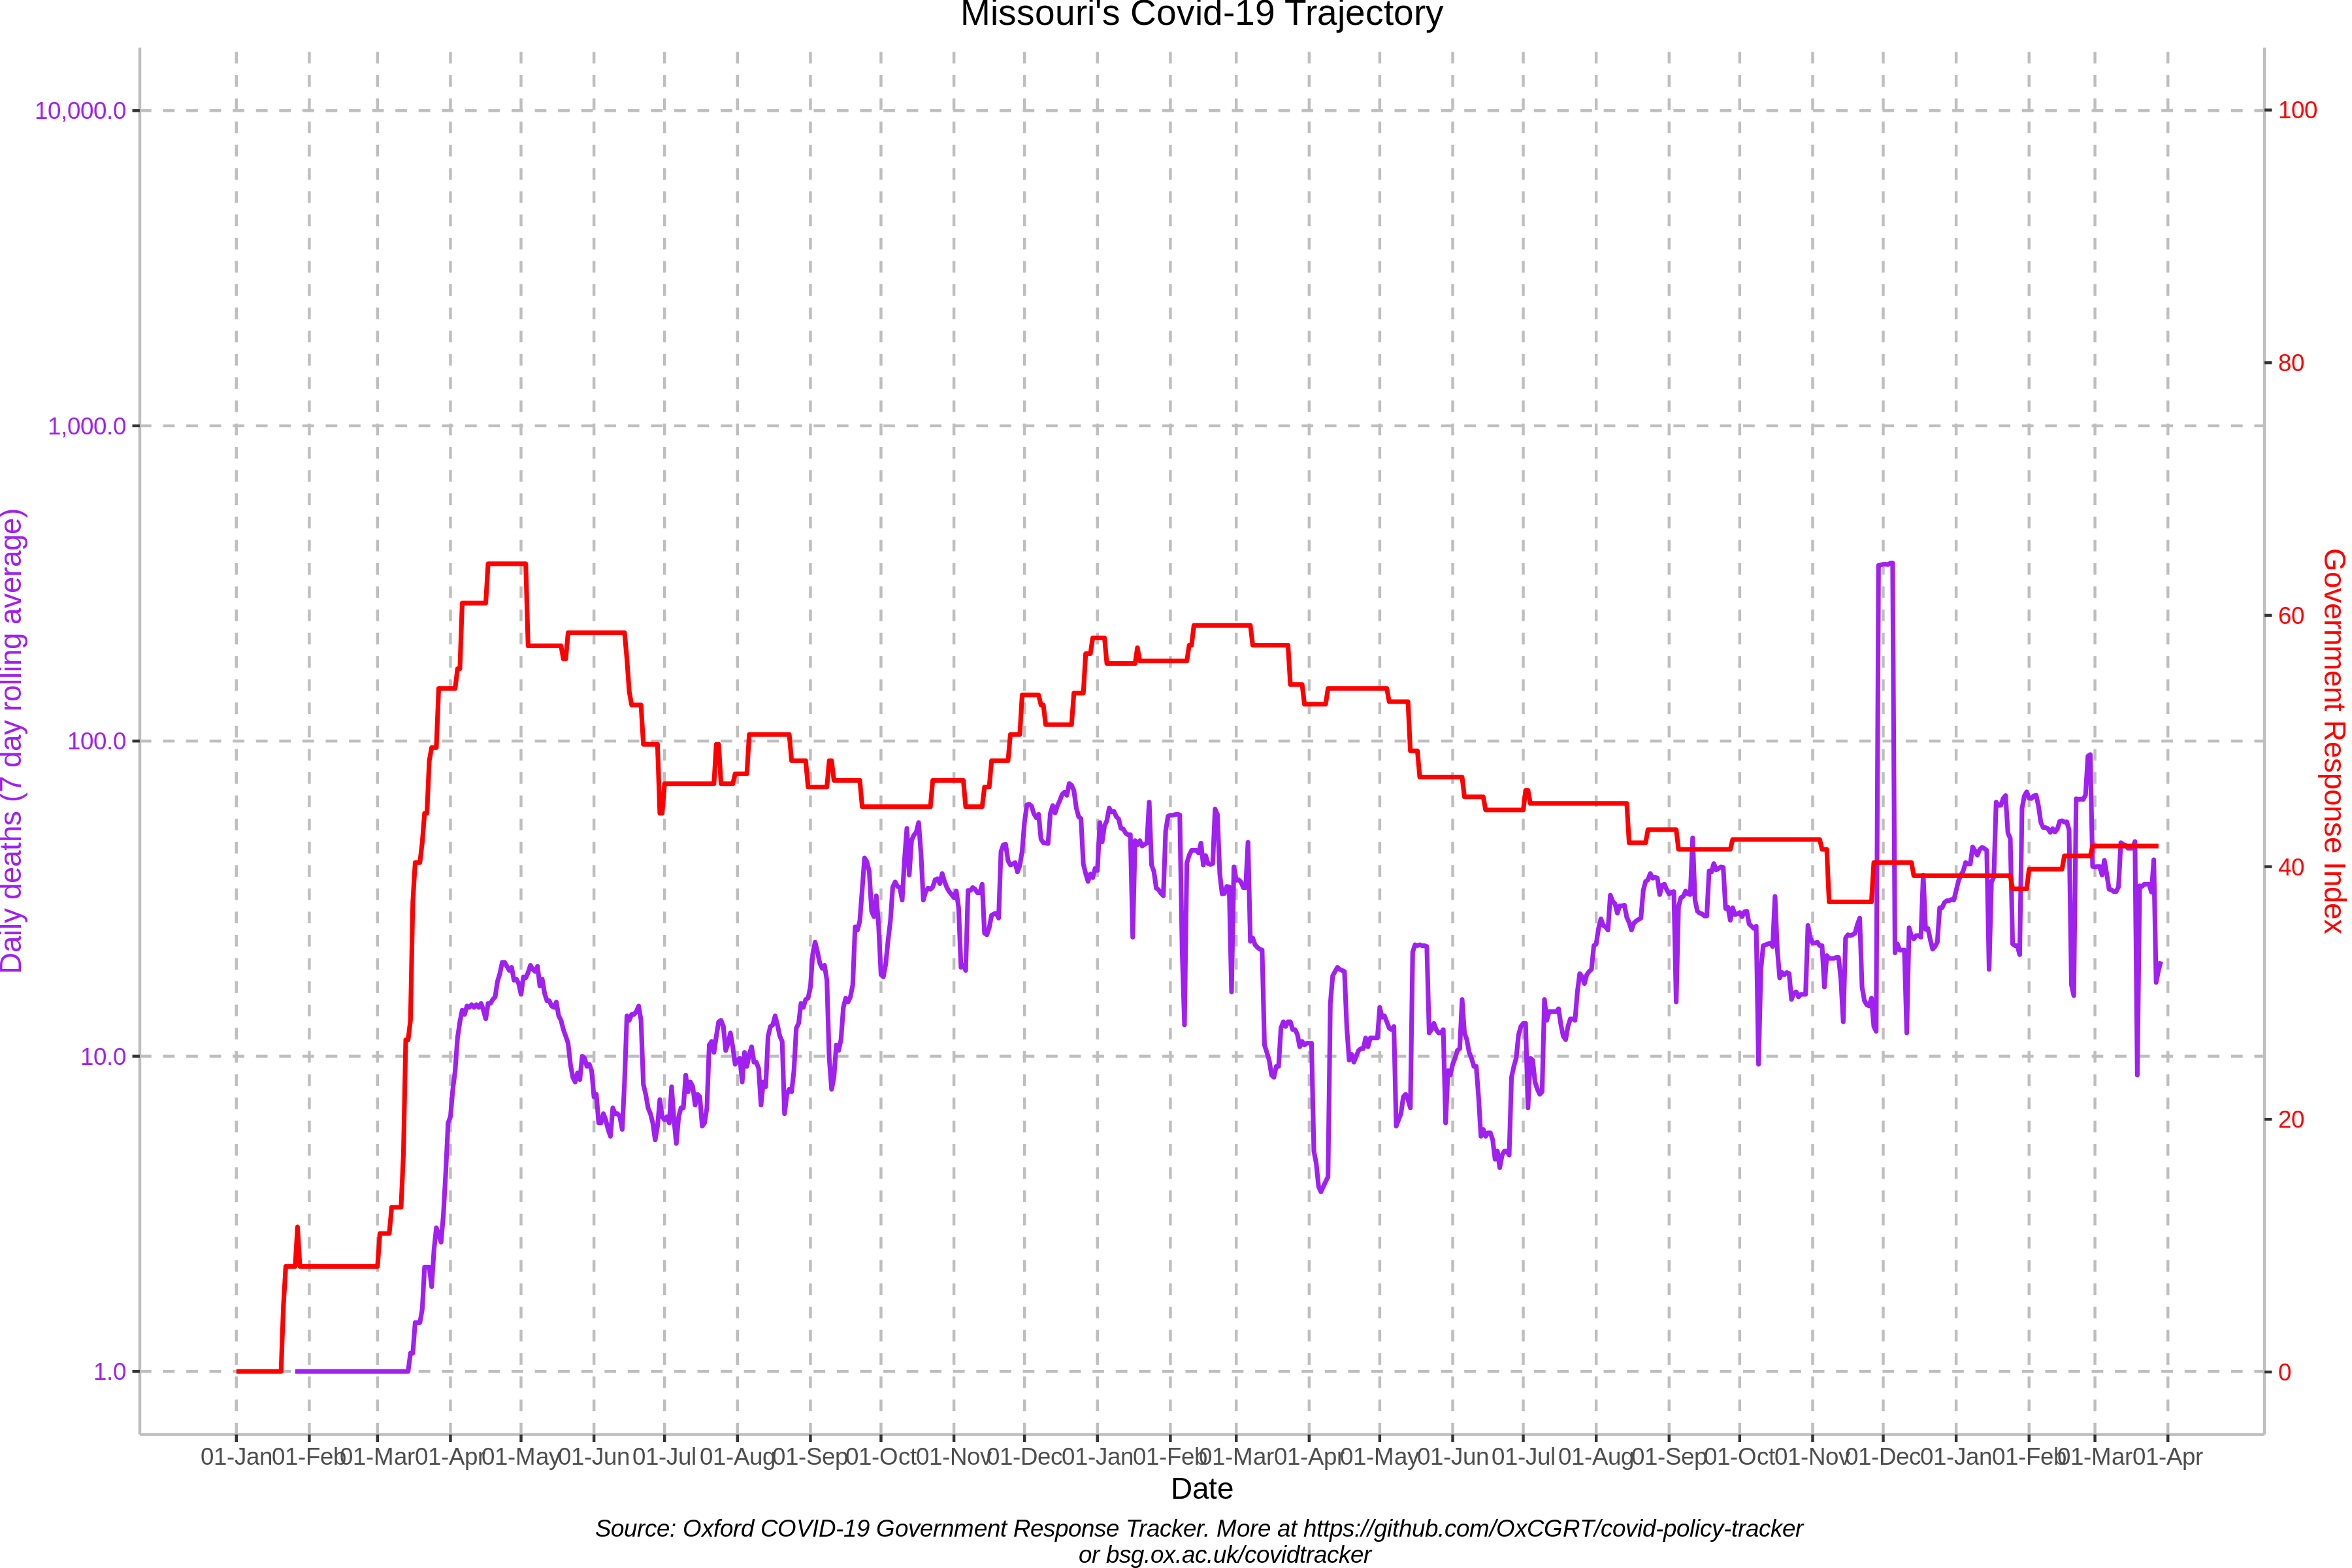 Missouri's Covid-19 Trajectory
10,000.0
1,000.0
100.0
10.0
1.0
Daily deaths (7 day rolling average)
100
80
60
40
20
0
Government Response Index
01-Jan 01-Feb 01-Mar 01-Apr 01-May 01-Jun 01-Jul 01-Aug 01-Sep 01-Oct 01-Nov 01-Dec 01-Jan 01-Feb 01-Mar 01-Apr 01-May 01-Jun 01-Jul 01-Aug 01-Sep 01-Oct 01-Nov 01-Dec 01-Jan 01-Feb 01-Mar 01-Apr
Date
Source: Oxford COVID-19 Government Response Tracker. More at https://github.com/OxCGRT/covid-policy-tracker
or bsg.ox.ac.uk/covidtracker